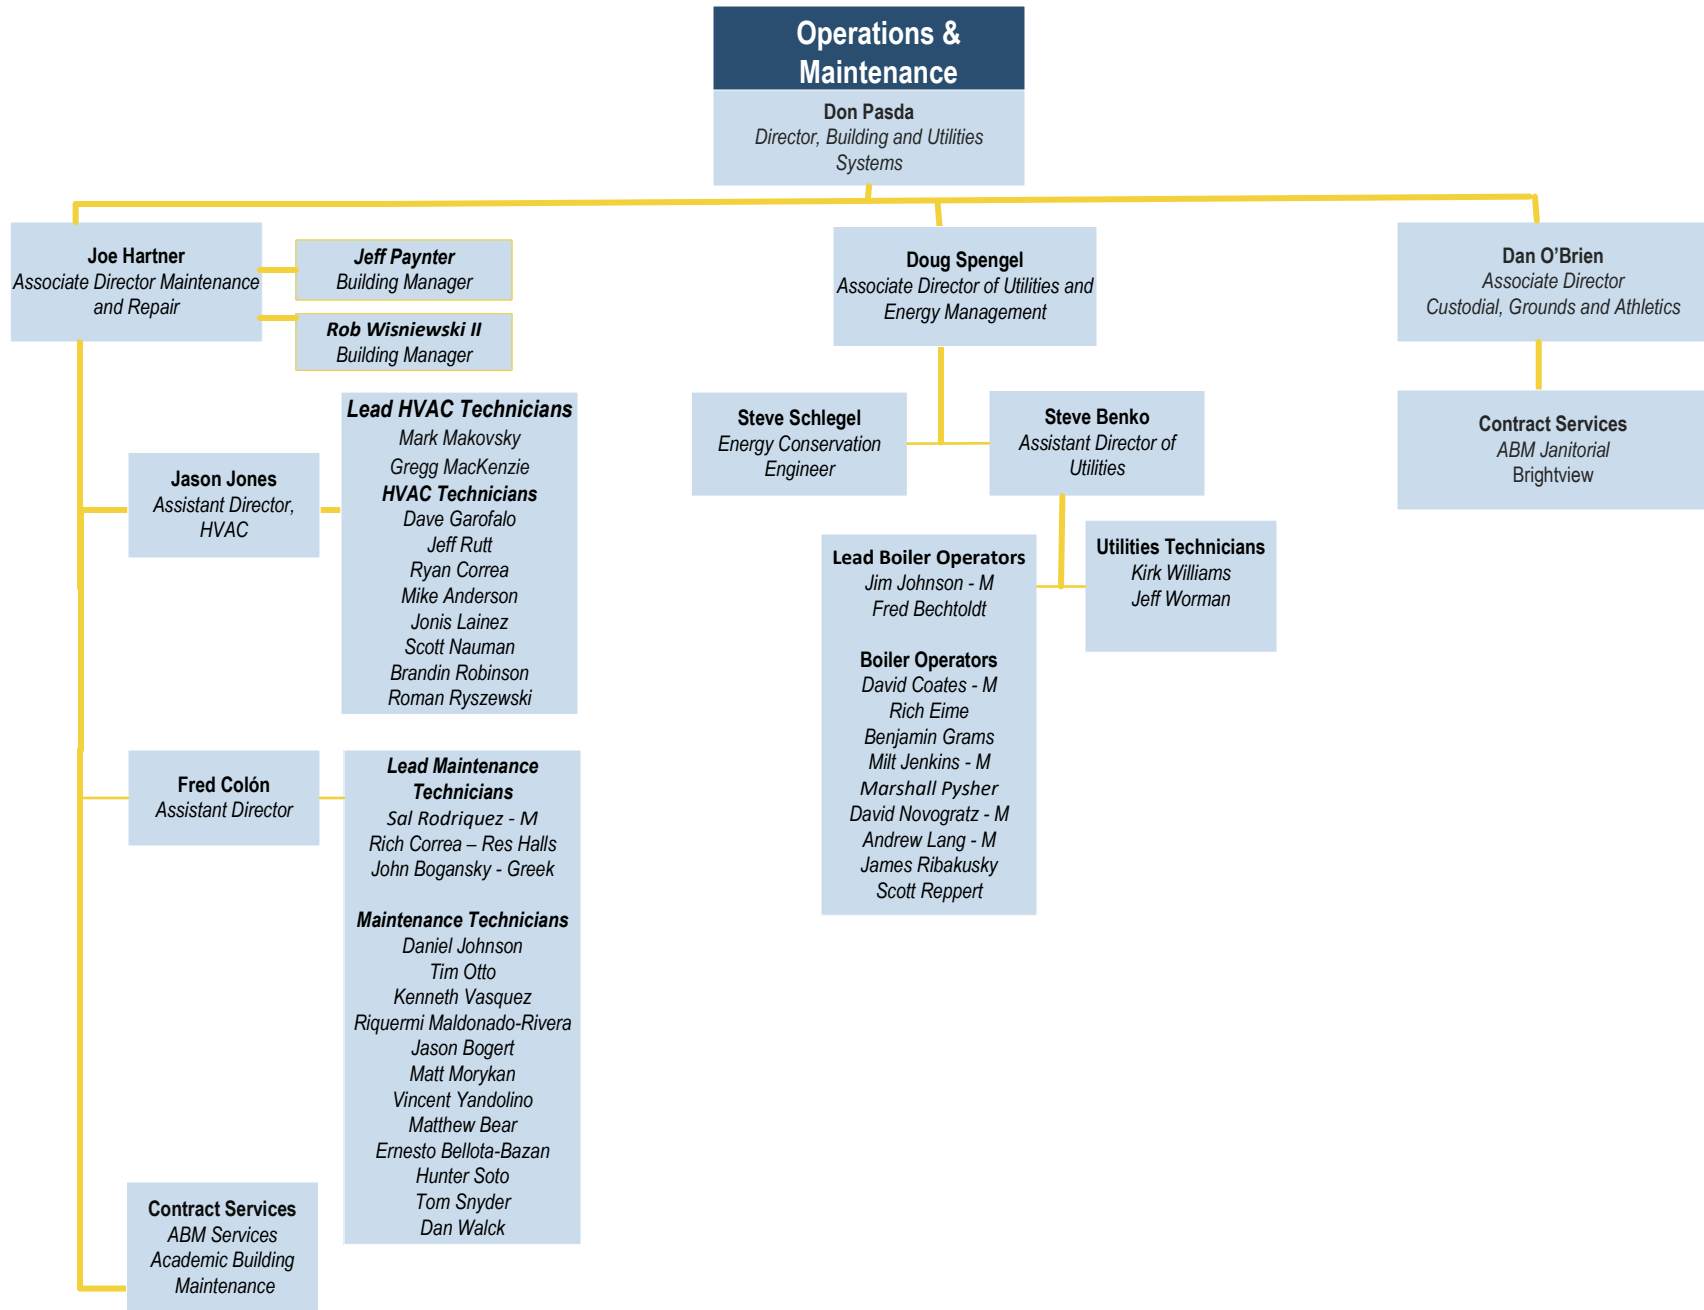 Operations &
Maintenance
Don Pasda
Director, Building and Utilities
Systems
Joe Hartner
Associate Director Maintenance
and Repair
Jeff Paynter
Building Manager
Rob Wisniewski II
Building Manager
Doug Spengel
Associate Director of Utilities and
Energy Management
Dan O’Brien
Associate Director
Custodial, Grounds and Athletics
Jason Jones
Assistant Director,
HVAC
Lead HVAC Technicians
Mark Makovsky
Gregg MacKenzie
HVAC Technicians
Dave Garofalo
Jeff Rutt
Ryan Correa
Mike Anderson
Jonis Lainez
Scott Nauman
Brandin Robinson
Roman Ryszewski
Steve Schlegel
Energy Conservation
Engineer
Steve Benko
Assistant Director of
Utilities
Contract Services
ABM Janitorial
Brightview
Lead Boiler Operators
Jim Johnson - M
Fred Bechtoldt
Boiler Operators
David Coates - M
Rich Eime
Benjamin Grams
Milt Jenkins - M
Marshall Pysher
David Novogratz - M
Andrew Lang - M
James Ribakusky
Scott Reppert
Utilities Technicians
Kirk Williams
Jeff Worman
Fred Colón
Assistant Director
Lead Maintenance
Technicians
Sal Rodriquez - M
Rich Correa – Res Halls
John Bogansky - Greek
Maintenance Technicians
Daniel Johnson
Tim Otto
Kenneth Vasquez
Riquermi Maldonado-Rivera
Jason Bogert
Matt Morykan
Vincent Yandolino
Matthew Bear
Ernesto Bellota-Bazan
Hunter Soto
Tom Snyder
Dan Walck
Contract Services
ABM Services
Academic Building
Maintenance